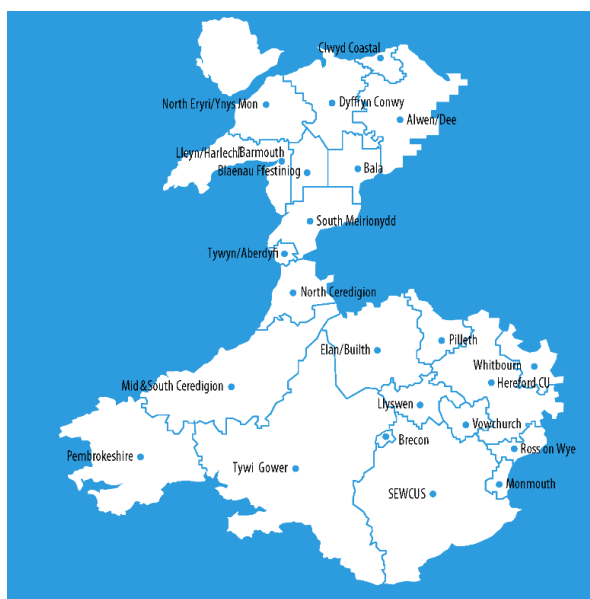 Clwyd Coastal
North Eryri/Ynys Mon
Dyffryn Conwy
Alwen/Dee
Lleyn/Harlech
Barmouth
Blaenau Ffestiniog
Bala
South Meirionydd
Tywyn/Aberdyfi
North Ceredigion
Pilleth
Elan/Builth
Whitbourn
Hereford CU
Mid &South Ceredigion
Llyswen
Vowchurch
Brecon
Ross on Wye
Pembrokeshire
Tywi Gower
Monmouth
SEWCUS